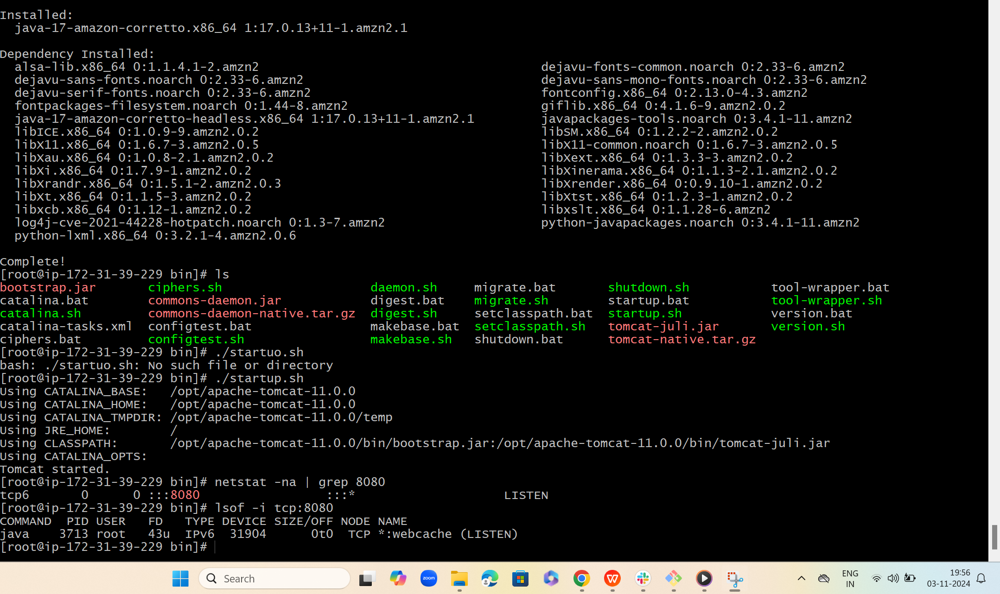 Installed:
  java-17-amazon-corretto.x86_64 1:17.0.13+11-1.amzn2.1

Dependency Installed:
  alsa-lib.x86_64 0:1.1.4.1-2.amzn2                                      dejavu-fonts-common.noarch 0:2.33-6.amzn2
  dejavu-sans-fonts.noarch 0:2.33-6.amzn2                                dejavu-sans-mono-fonts.noarch 0:2.33-6.amzn2
  dejavu-serif-fonts.noarch 0:2.33-6.amzn2                               fontconfig.x86_64 0:2.13.0-4.3.amzn2
  fontpackages-filesystem.noarch 0:1.44-8.amzn2                          giflib.x86_64 0:4.1.6-9.amzn2.0.2
  java-17-amazon-corretto-headless.x86_64 1:17.0.13+11-1.amzn2.1         javapackages-tools.noarch 0:3.4.1-11.amzn2
  libICE.x86_64 0:1.0.9-9.amzn2.0.2                                      libSM.x86_64 0:1.2.2-2.amzn2.0.2
  libX11.x86_64 0:1.6.7-3.amzn2.0.5                                      libX11-common.noarch 0:1.6.7-3.amzn2.0.5
  libXau.x86_64 0:1.0.8-2.1.amzn2.0.2                                    libXext.x86_64 0:1.3.3-3.amzn2.0.2
  libXi.x86_64 0:1.7.9-1.amzn2.0.2                                       libXinerama.x86_64 0:1.1.3-2.1.amzn2.0.2
  libXrandr.x86_64 0:1.5.1-2.amzn2.0.3                                   libXrender.x86_64 0:0.9.10-1.amzn2.0.2
  libXt.x86_64 0:1.1.5-3.amzn2.0.2                                       libXtst.x86_64 0:1.2.3-1.amzn2.0.2
  libxcb.x86_64 0:1.12-1.amzn2.0.2                                       libxslt.x86_64 0:1.1.28-6.amzn2
  log4j-cve-2021-44228-hotpatch.noarch 0:1.3-7.amzn2                     python-javapackages.noarch 0:3.4.1-11.amzn2
  python-lxml.x86_64 0:3.2.1-4.amzn2.0.6

Complete!
[root@ip-172-31-39-229 bin]# ls
bootstrap.jar       ciphers.sh                    daemon.sh     migrate.bat       shutdown.sh           tool-wrapper.bat
catalina.bat        commons-daemon.jar            digest.bat    migrate.sh        startup.bat           tool-wrapper.sh
catalina.sh         commons-daemon-native.tar.gz  digest.sh     setclasspath.bat  startup.sh            version.bat
catalina-tasks.xml  configtest.bat                makebase.bat  setclasspath.sh   tomcat-juli.jar       version.sh
ciphers.bat         configtest.sh                 makebase.sh   shutdown.bat      tomcat-native.tar.gz
[root@ip-172-31-39-229 bin]# ./startuo.sh
bash: ./startuo.sh: No such file or directory
[root@ip-172-31-39-229 bin]# ./startup.sh
Using CATALINA_BASE:   /opt/apache-tomcat-11.0.0
Using CATALINA_HOME:   /opt/apache-tomcat-11.0.0
Using CATALINA_TMPDIR: /opt/apache-tomcat-11.0.0/temp
Using JRE_HOME:        /
Using CLASSPATH:       /opt/apache-tomcat-11.0.0/bin/bootstrap.jar:/opt/apache-tomcat-11.0.0/bin/tomcat-juli.jar
Using CATALINA_OPTS:
Tomcat started.
[root@ip-172-31-39-229 bin]# netstat -na | grep 8080
tcp6       0      0 :::8080                 :::*                    LISTEN
[root@ip-172-31-39-229 bin]# lsof -i tcp:8080
COMMAND  PID USER   FD   TYPE DEVICE SIZE/OFF NODE NAME
java    3713 root   43u  IPv6  31904      0t0  TCP *:webcache (LISTEN)
[root@ip-172-31-39-229 bin]#
Search
zoom
W
ENG
IN
19:56
03-11-2024